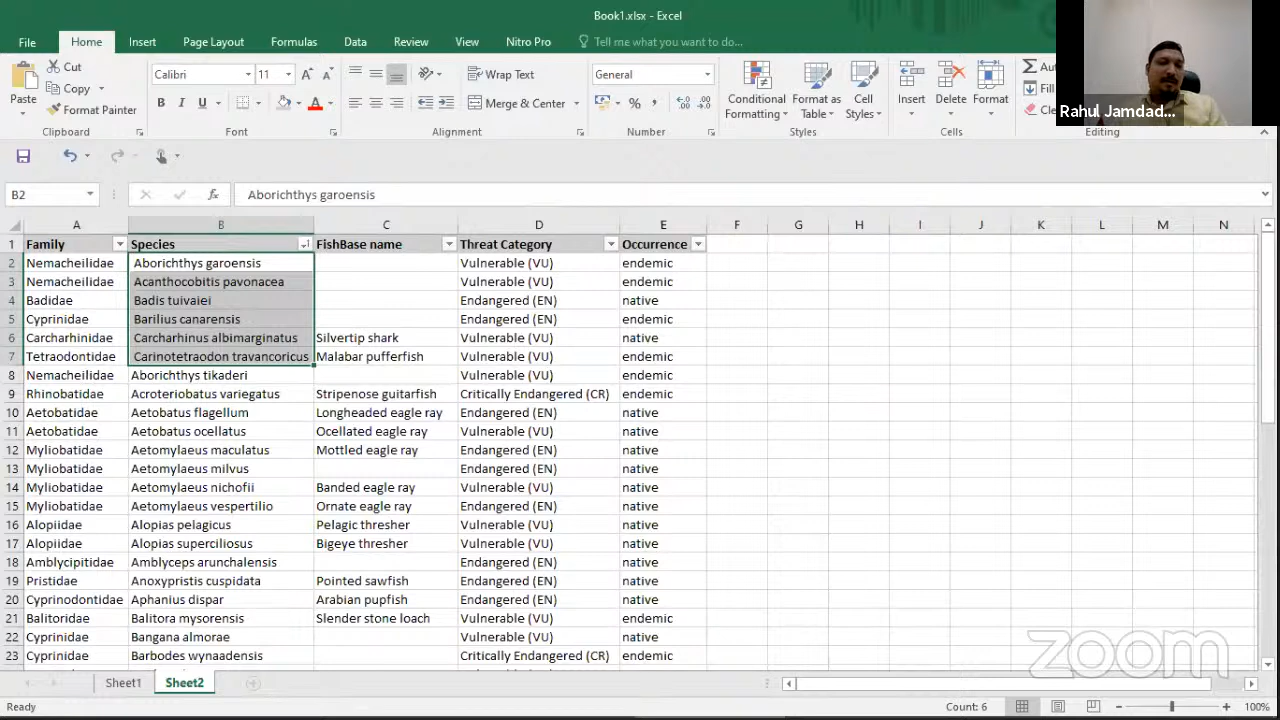 Book1.xlsx - Excel
File Home Insert Page Layout Formulas Data Review View Nitro Pro Tell me what you want to do...
Paste
Cut
Copy
Format Painter
Clipboard
Calibri 11 A A
B I U A
Font
Wrap Text
Merge & Center
Alignment
General
% ,
Number
Conditional Formatting
Format as Table
Cell Styles
Styles
Insert Delete Format
Cells
Editing
Rahul Jamdad...
B2 fx Aborichthys garoensis
A B C D E F G H I J K L M N
1 Family Species FishBase name Threat Category Occurrence
2 Nemacheilidae Aborichthys garoensis Vulnerable (VU) endemic
3 Nemacheilidae Acanthocobitis pavonacea Vulnerable (VU) endemic
4 Badidae Badis tuivaiei Endangered (EN) native
5 Cyprinidae Barilius canarensis Endangered (EN) endemic
6 Carcharhinidae Carcharhinus albimarginatus Silvertip shark Vulnerable (VU) native
7 Tetraodontidae Carinotetraodon travancoricus Malabar pufferfish Vulnerable (VU) endemic
8 Nemacheilidae Aborichthys tikaderi Vulnerable (VU) endemic
9 Rhinobatidae Acroteriobatus variegatus Stripenose guitarfish Critically Endangered (CR) endemic
10 Aetobatidae Aetobatus flagellum Longheaded eagle ray Endangered (EN) native
11 Aetobatidae Aetobatus ocellatus Ocellated eagle ray Vulnerable (VU) native
12 Myliobatidae Aetomylaeus maculatus Mottled eagle ray Endangered (EN) native
13 Myliobatidae Aetomylaeus milvus Endangered (EN) native
14 Myliobatidae Aetomylaeus nichofii Banded eagle ray Vulnerable (VU) native
15 Myliobatidae Aetomylaeus vespertilio Ornate eagle ray Endangered (EN) native
16 Alopiidae Alopias pelagicus Pelagic thresher Vulnerable (VU) native
17 Alopiidae Alopias superciliosus Bigeye thresher Vulnerable (VU) native
18 Amblycipitidae Amblyceps arunchalensis Endangered (EN) native
19 Pristidae Anoxypristis cuspidata Pointed sawfish Endangered (EN) native
20 Cyprinodontidae Aphanius dispar Arabian pupfish Endangered (EN) native
21 Balitoridae Balitora mysorensis Slender stone loach Vulnerable (VU) endemic
22 Cyprinidae Bangana almorae Vulnerable (VU) native
23 Cyprinidae Barbodes wynaadensis Critically Endangered (CR) endemic
zoom
Sheet1 Sheet2
Ready Count: 6 100%